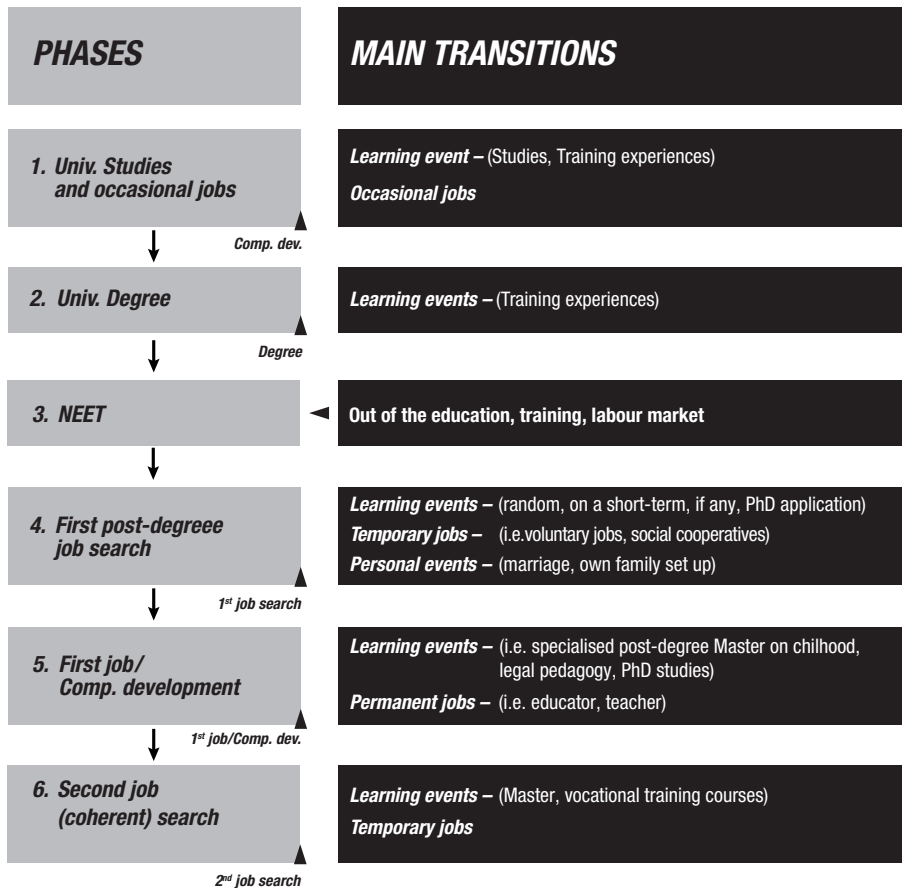 PHASES
MAIN TRANSITIONS
1. Univ. Studies
and occasional jobs
Learning event – (Studies, Training experiences)
Occasional jobs
Comp. dev.
2. Univ. Degree
Learning events – (Training experiences)
Degree
3. NEET
Out of the education, training, labour market
4. First post-degreee
job search
Learning events – (random, on a short-term, if any, PhD application)
Temporary jobs – (i.e.voluntary jobs, social cooperatives)
Personal events – (marriage, own family set up)
1st job search
5. First job/
Comp. development
Learning events – (i.e. specialised post-degree Master on chilhood,
legal pedagogy, PhD studies)
Permanent jobs – (i.e. educator, teacher)
1st job/Comp. dev.
6. Second job
(coherent) search
Learning events – (Master, vocational training courses)
Temporary jobs
2nd job search